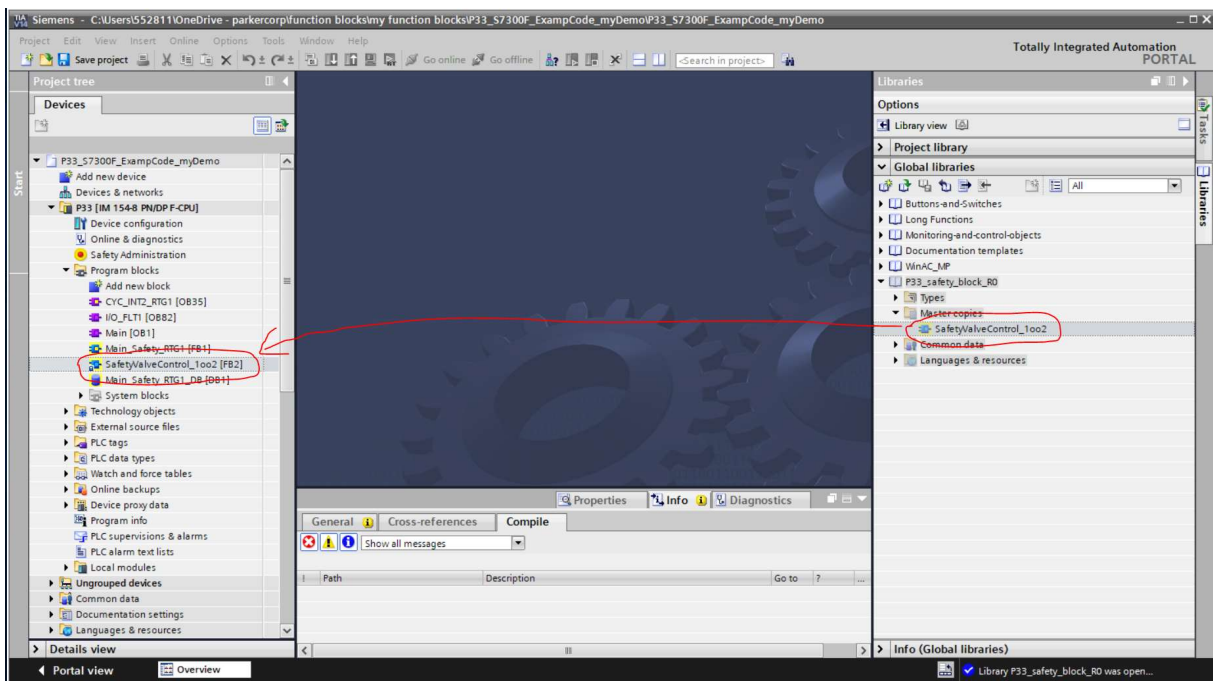 Siemens - C:\Users\552811\OneDrive - parkercorp\function blocks\my function blocks\P33_S7300F_ExampCode_myDemo\P33_S7300F_ExampCode_myDemo
Project Edit View Insert Online Options Tools Window Help
Totally Integrated Automation
PORTAL
Save project
Go online
Go offline
<Search in project>
Project tree
Devices
Start
P33_S7300F_ExampCode_myDemo
Add new device
Devices & networks
P33 [IM 154-8 PN/DP F-CPU]
Device configuration
Online & diagnostics
Safety Administration
Program blocks
Add new block
CYC_INT2_RTG1 [OB35]
I/O_FLT1 [OB82]
Main [OB1]
Main_Safety_RTG1 [FB1]
SafetyValveControl_1oo2 [FB2]
Main_Safety_RTG1_DB [DB1]
System blocks
Technology objects
External source files
PLC tags
PLC data types
Watch and force tables
Online backups
Device proxy data
Program info
PLC supervisions & alarms
PLC alarm text lists
Local modules
Ungrouped devices
Common data
Documentation settings
Languages & resources
Details view
Portal view
Overview
Properties
Info
Diagnostics
General
Cross-references
Compile
Show all messages
! Path Description Go to ? ...
Libraries
Options
Library view
Project library
Global libraries
All
Buttons-and-Switches
Long Functions
Monitoring-and-control-objects
Documentation templates
WinAC_MP
P33_safety_block_R0
Types
Master copies
SafetyValveControl_1oo2
Common data
Languages & resources
Info (Global libraries)
Tasks
Libraries
Library P33_safety_block_R0 was open...